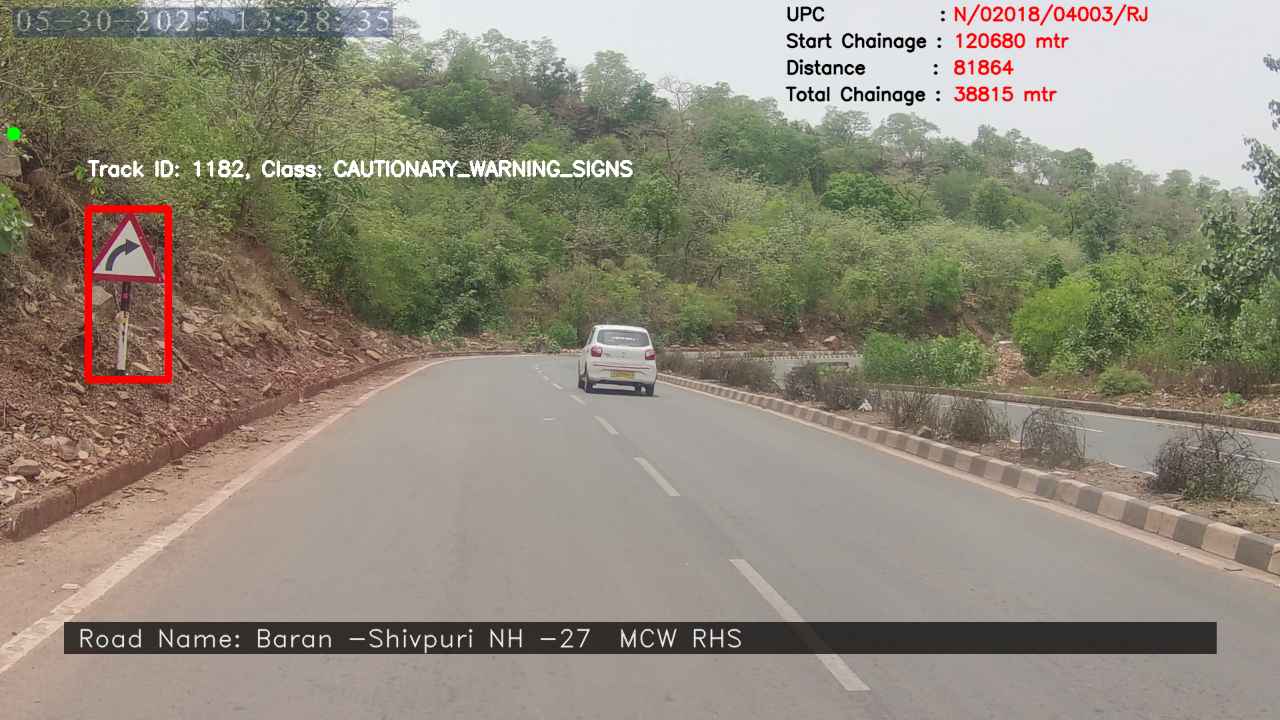 05-30-2025 13:28:35
UPC : N/02018/04003/RJ
Start Chainage : 120680 mtr
Distance : 81864
Total Chainage : 38815 mtr
Track ID: 1182, Class: CAUTIONARY_WARNING_SIGNS
Road Name: Baran -Shivpuri NH -27 MCW RHS